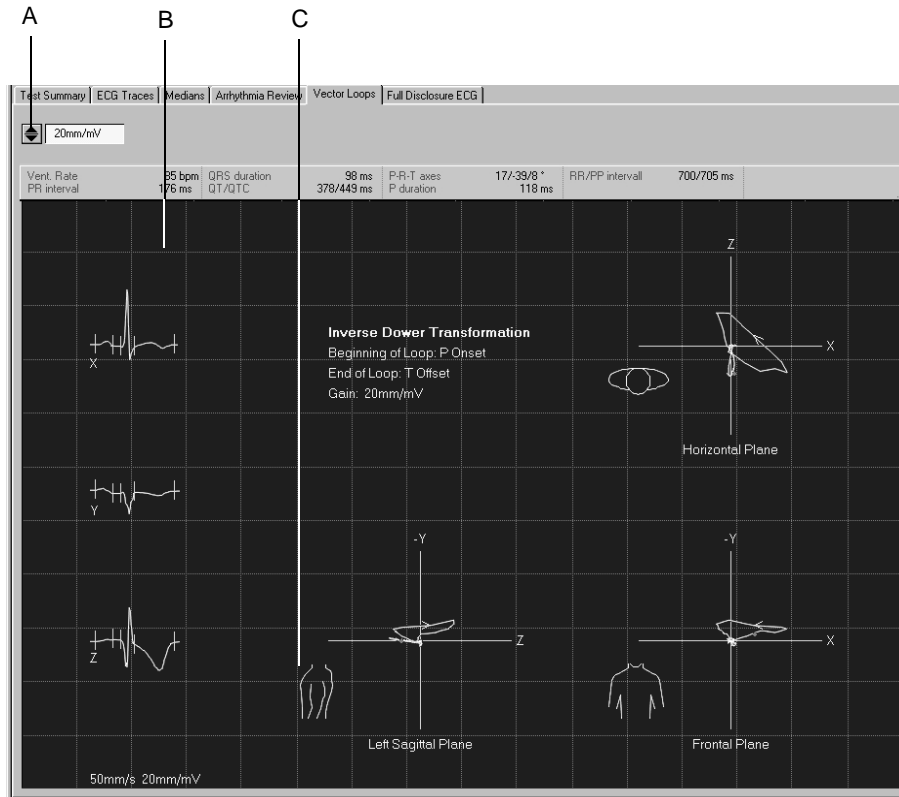 A B C
Test Summary ECG Traces Medians Arrhythmia Review Vector Loops Full Disclosure ECG
20mm/mV
Vent. Rate 85 bpm QRS duration 98 ms P-R-T axes 17/-39/8 ° RR/PP intervall 700/705 ms
PR interval 176 ms QT/QTC 378/449 ms P duration 118 ms
Z
X
Inverse Dower Transformation
Beginning of Loop: P Onset
End of Loop: T Offset
Gain: 20mm/mV
X
Horizontal Plane
Y
-Y -Y
Z
Z X
Left Sagittal Plane Frontal Plane
50mm/s 20mm/mV